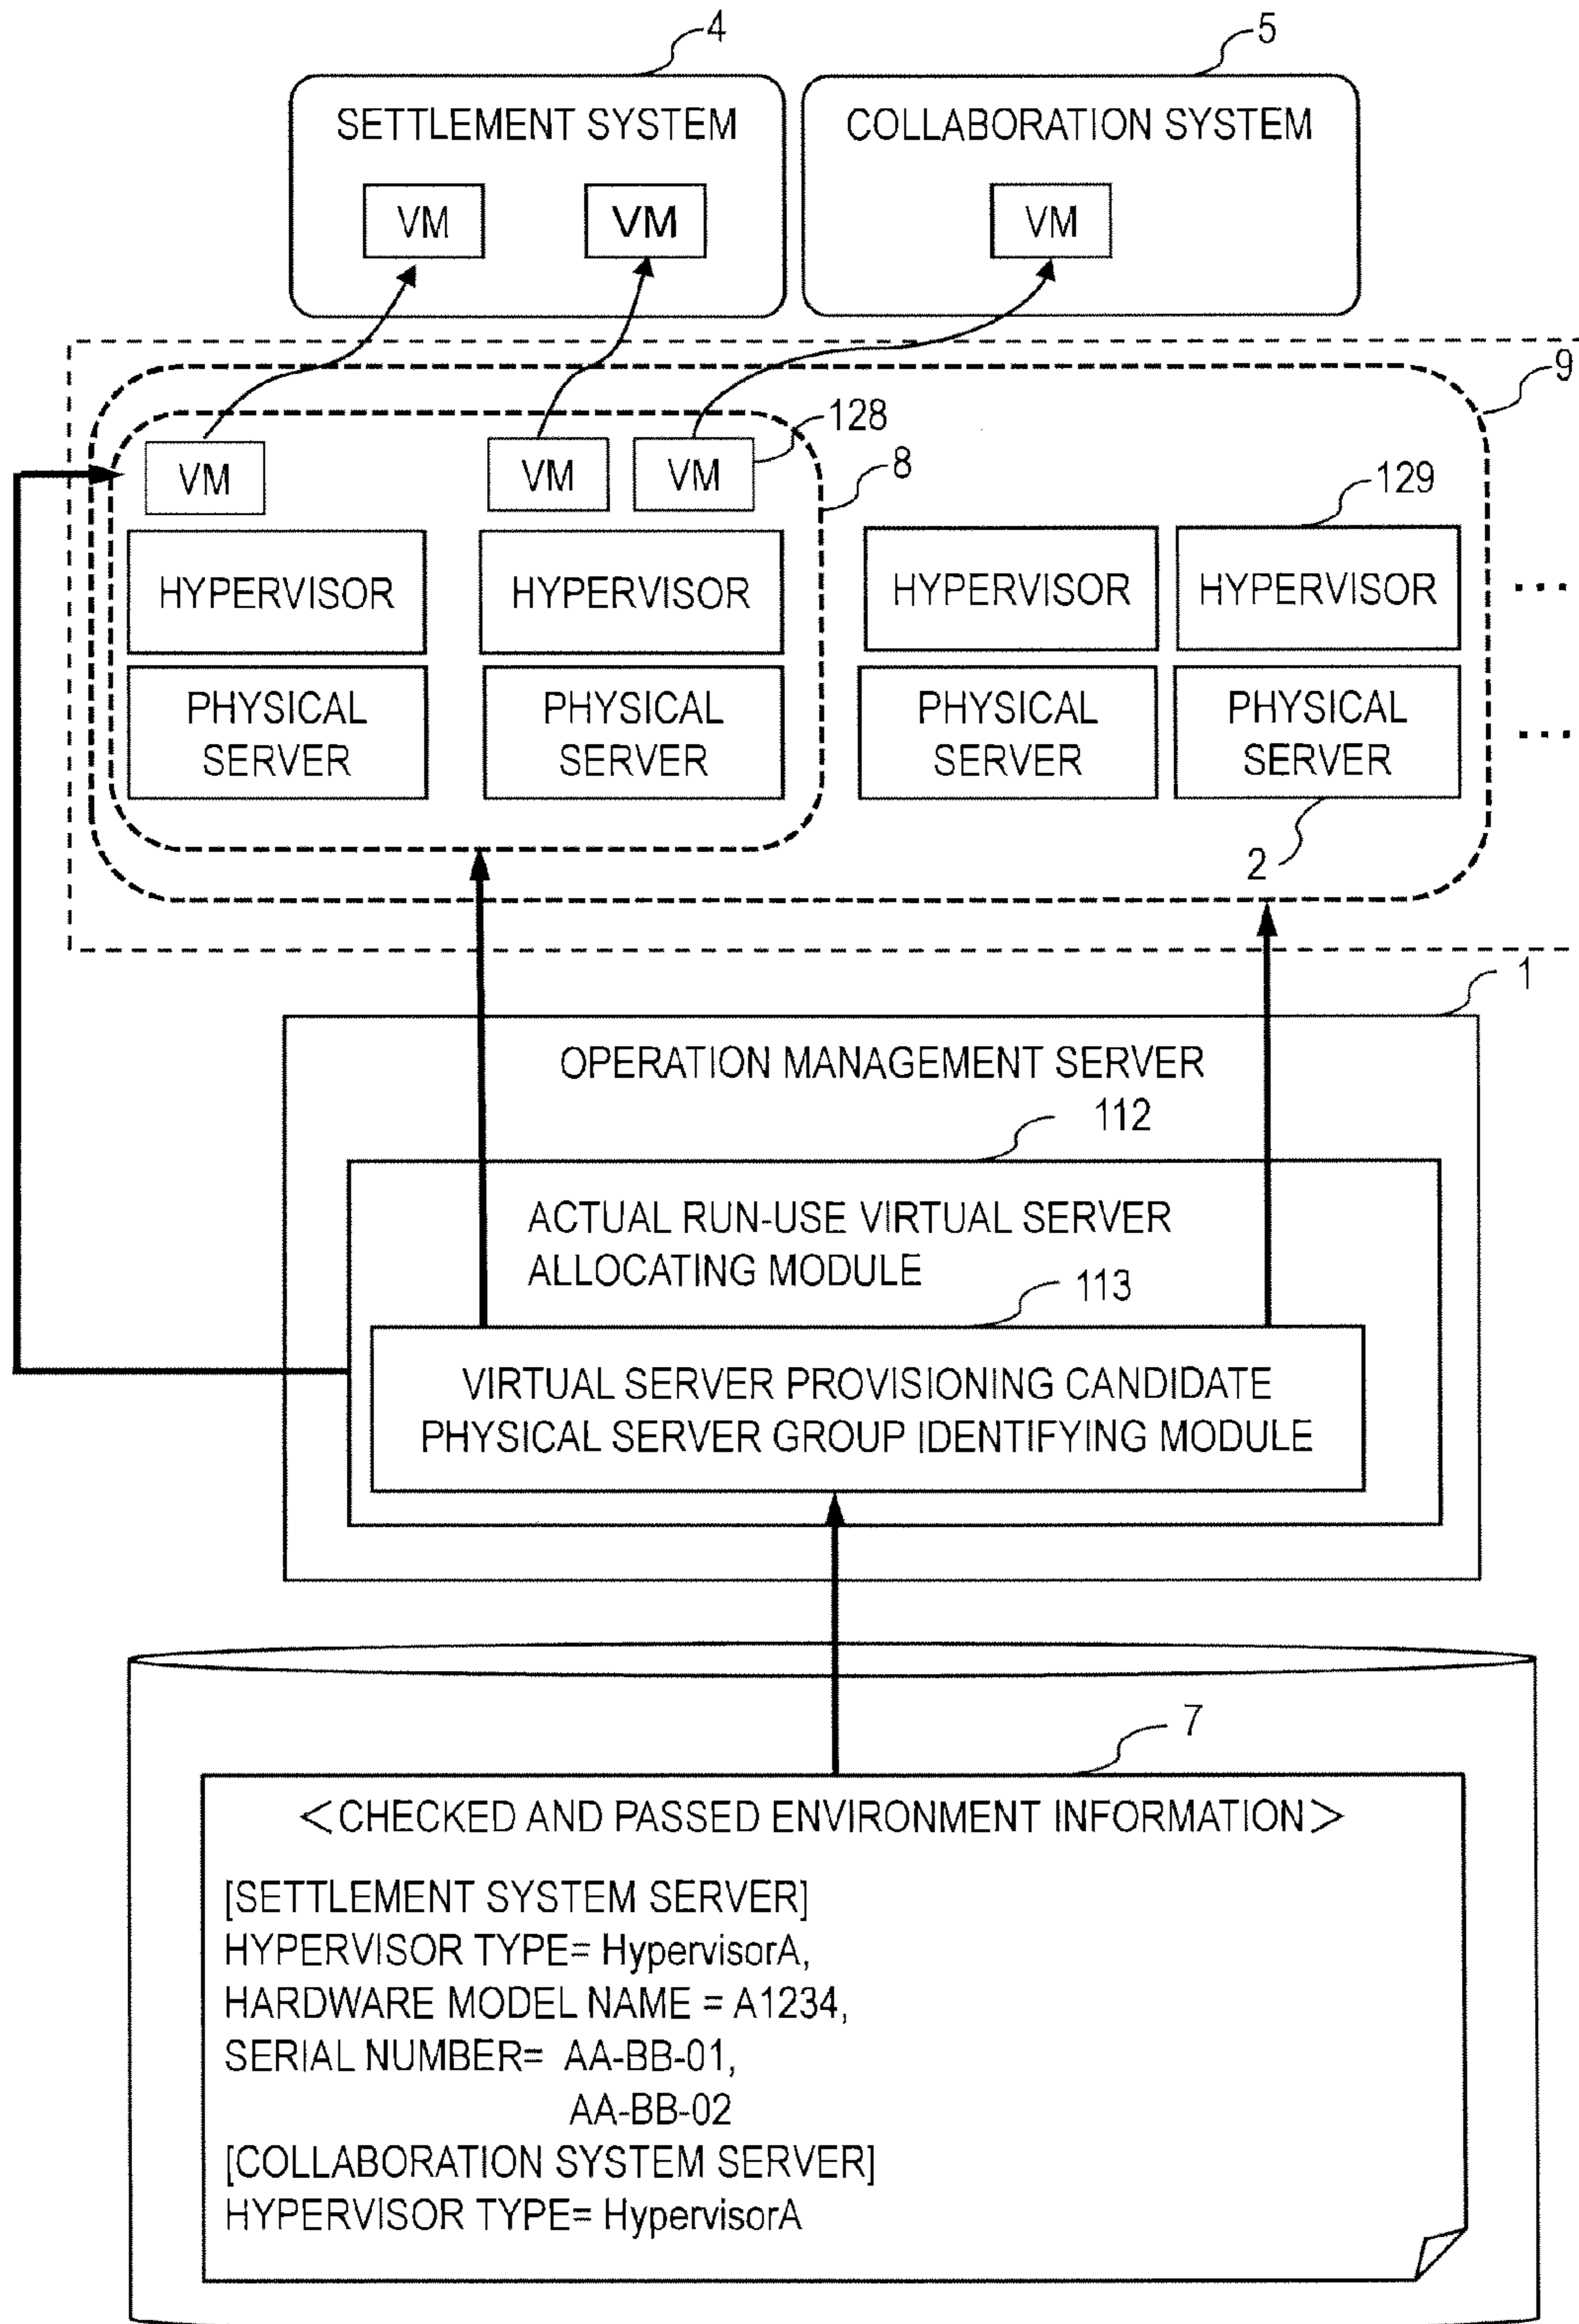 4
5
SETTLEMENT SYSTEM
COLLABORATION SYSTEM
VM
VM
VM
9
128
8
VM
VM
VM
129
HYPERVISOR
HYPERVISOR
HYPERVISOR
HYPERVISOR
...
PHYSICAL
SERVER
PHYSICAL
SERVER
PHYSICAL
SERVER
PHYSICAL
SERVER
...
2
1
OPERATION MANAGEMENT SERVER
112
ACTUAL RUN-USE VIRTUAL SERVER
ALLOCATING MODULE
113
VIRTUAL SERVER PROVISIONING CANDIDATE
PHYSICAL SERVER GROUP IDENTIFYING MODULE
7
<CHECKED AND PASSED ENVIRONMENT INFORMATION>
[SETTLEMENT SYSTEM SERVER]
HYPERVISOR TYPE= HypervisorA,
HARDWARE MODEL NAME = A1234,
SERIAL NUMBER= AA-BB-01,
AA-BB-02
[COLLABORATION SYSTEM SERVER]
HYPERVISOR TYPE= HypervisorA